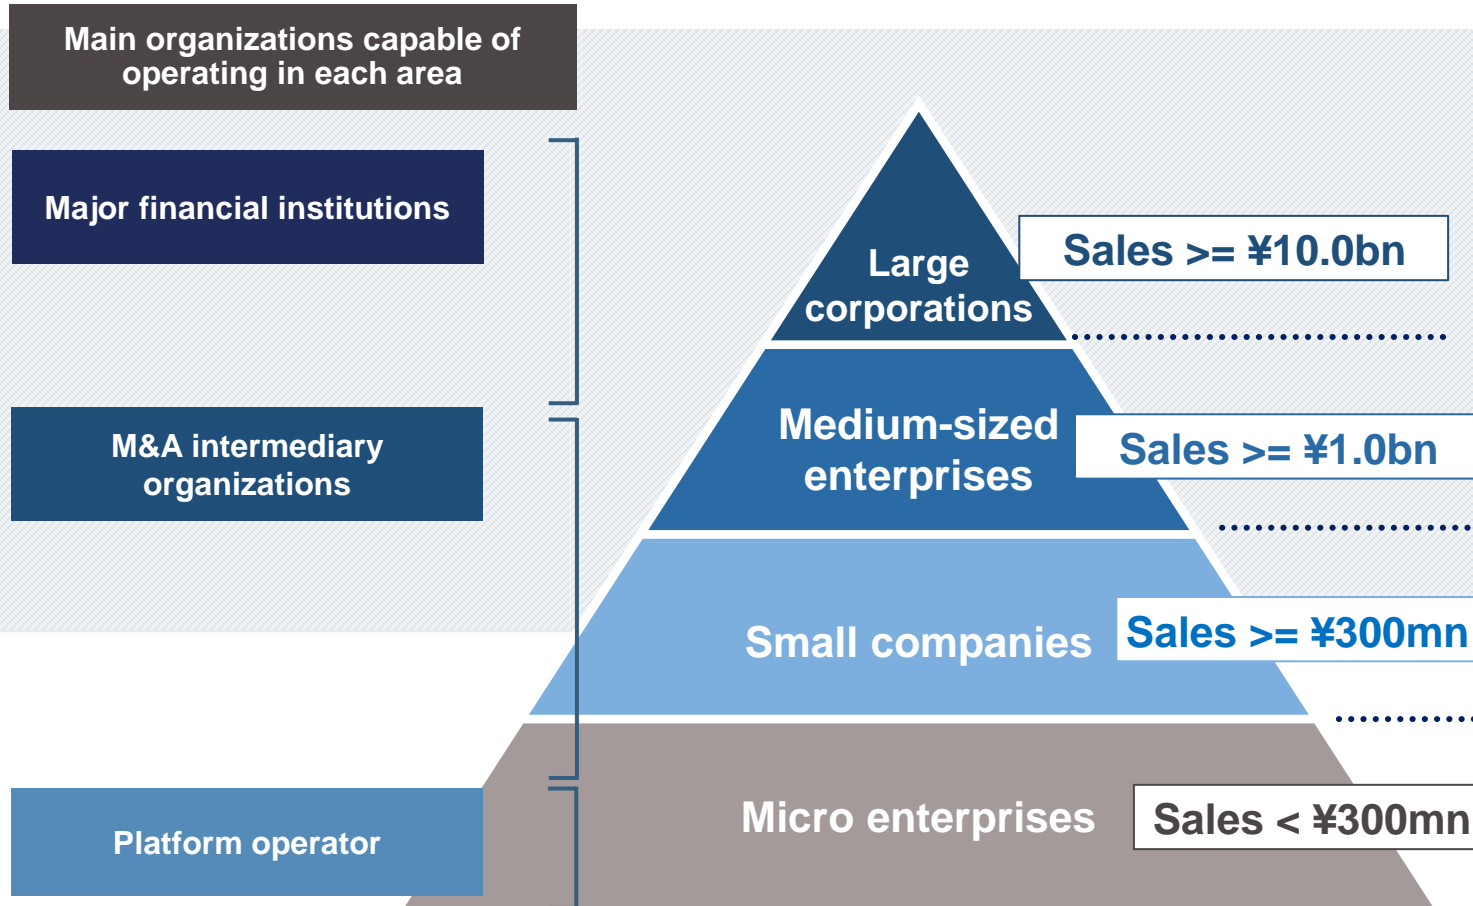 Main organizations capable of
operating in each area
Major financial institutions
Large
corporations
Sales >= ¥10.0bn
M&A intermediary
organizations
Medium-sized
enterprises
Sales >= ¥1.0bn
Small companies
Sales >= ¥300mn
Platform operator
Micro enterprises
Sales < ¥300mn